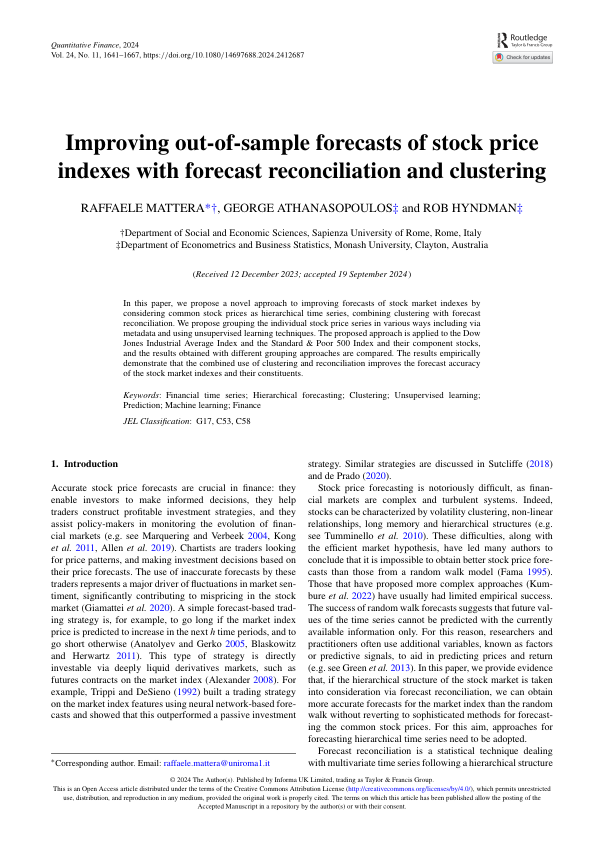 Quantitative Finance, 2024
Vol. 24, No. 11, 1641–1667, https://doi.org/10.1080/14697688.2024.2412687
Routledge
Taylor & Francis Group
Check for updates
Improving out-of-sample forecasts of stock price
indexes with forecast reconciliation and clustering
RAFFAELE MATTERA*†, GEORGE ATHANASOPOULOS‡ and ROB HYNDMAN‡
†Department of Social and Economic Sciences, Sapienza University of Rome, Rome, Italy
‡Department of Econometrics and Business Statistics, Monash University, Clayton, Australia
(Received 12 December 2023; accepted 19 September 2024)
In this paper, we propose a novel approach to improving forecasts of stock market indexes by
considering common stock prices as hierarchical time series, combining clustering with forecast
reconciliation. We propose grouping the individual stock price series in various ways including via
metadata and using unsupervised learning techniques. The proposed approach is applied to the Dow
Jones Industrial Average Index and the Standard & Poor 500 Index and their component stocks,
and the results obtained with different grouping approaches are compared. The results empirically
demonstrate that the combined use of clustering and reconciliation improves the forecast accuracy
of the stock market indexes and their constituents.
Keywords: Financial time series; Hierarchical forecasting; Clustering; Unsupervised learning;
Prediction; Machine learning; Finance
JEL Classification: G17, C53, C58
1. Introduction
Accurate stock price forecasts are crucial in finance: they
enable investors to make informed decisions, they help
traders construct profitable investment strategies, and they
assist policy-makers in monitoring the evolution of finan-
cial markets (e.g. see Marquering and Verbeek 2004, Kong
et al. 2011, Allen et al. 2019). Chartists are traders looking
for price patterns, and making investment decisions based on
their price forecasts. The use of inaccurate forecasts by these
traders represents a major driver of fluctuations in market sen-
timent, significantly contributing to mispricing in the stock
market (Giamattei et al. 2020). A simple forecast-based trad-
ing strategy is, for example, to go long if the market index
price is predicted to increase in the next h time periods, and to
go short otherwise (Anatolyev and Gerko 2005, Blaskowitz
and Herwartz 2011). This type of strategy is directly
investable via deeply liquid derivatives markets, such as
futures contracts on the market index (Alexander 2008). For
example, Trippi and DeSieno (1992) built a trading strategy
on the market index features using neural network-based fore-
casts and showed that this outperformed a passive investment
strategy. Similar strategies are discussed in Sutcliffe (2018)
and de Prado (2020).
Stock price forecasting is notoriously difficult, as finan-
cial markets are complex and turbulent systems. Indeed,
stocks can be characterized by volatility clustering, non-linear
relationships, long memory and hierarchical structures (e.g.
see Tumminello et al. 2010). These difficulties, along with
the efficient market hypothesis, have led many authors to
conclude that it is impossible to obtain better stock price fore-
casts than those from a random walk model (Fama 1995).
Those that have proposed more complex approaches (Kum-
bure et al. 2022) have usually had limited empirical success.
The success of random walk forecasts suggests that future val-
ues of the time series cannot be predicted with the currently
available information only. For this reason, researchers and
practitioners often use additional variables, known as factors
or predictive signals, to aid in predicting prices and return
(e.g. see Green et al. 2013). In this paper, we provide evidence
that, if the hierarchical structure of the stock market is taken
into consideration via forecast reconciliation, we can obtain
more accurate forecasts for the market index than the random
walk without reverting to sophisticated methods for forecast-
ing the common stock prices. For this aim, approaches for
forecasting hierarchical time series need to be adopted.
Forecast reconciliation is a statistical technique dealing
with multivariate time series following a hierarchical structure
*Corresponding author. Email: raffaele.mattera@uniroma1.it
© 2024 The Author(s). Published by Informa UK Limited, trading as Taylor & Francis Group.
This is an Open Access article distributed under the terms of the Creative Commons Attribution License (http://creativecommons.org/licenses/by/4.0/), which permits unrestricted
use, distribution, and reproduction in any medium, provided the original work is properly cited. The terms on which this article has been published allow the posting of the
Accepted Manuscript in a repository by the author(s) or with their consent.